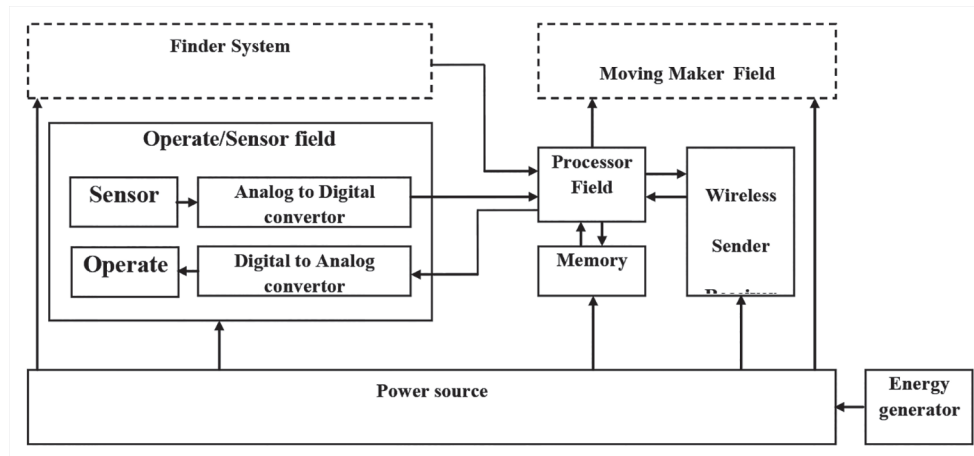 Finder System
Moving Maker Field
Operate/Sensor field
Sensor
Analog to Digital
convertor
Operate
Digital to Analog
convertor
Processor
Field
Memory
Wireless
Sender
Power source
Energy
generator